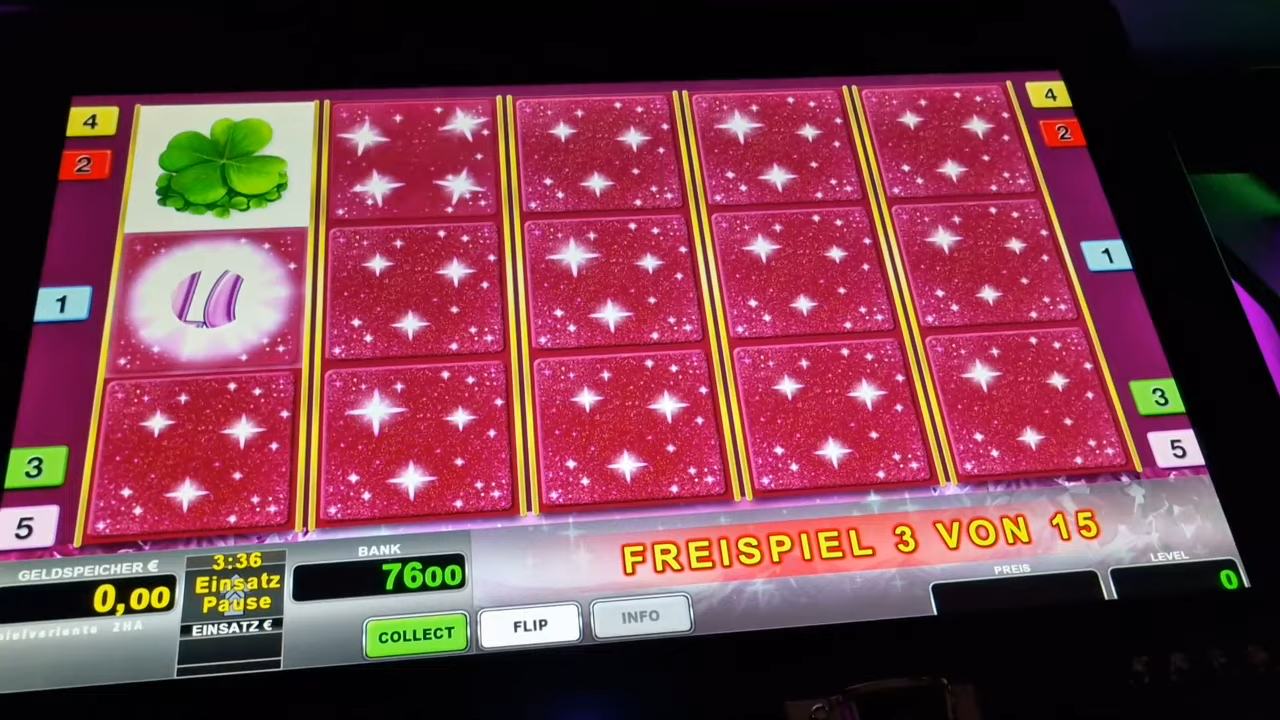 4
4
2
2
1
1
3
3
5
5
FREISPIEL 3 VON 15
GELDSPEICHER €
0,00
3:36
Einsatz
Pause
EINSATZ €
BANK
7600
PREIS
LEVEL
0
COLLECT
FLIP
INFO
2HA